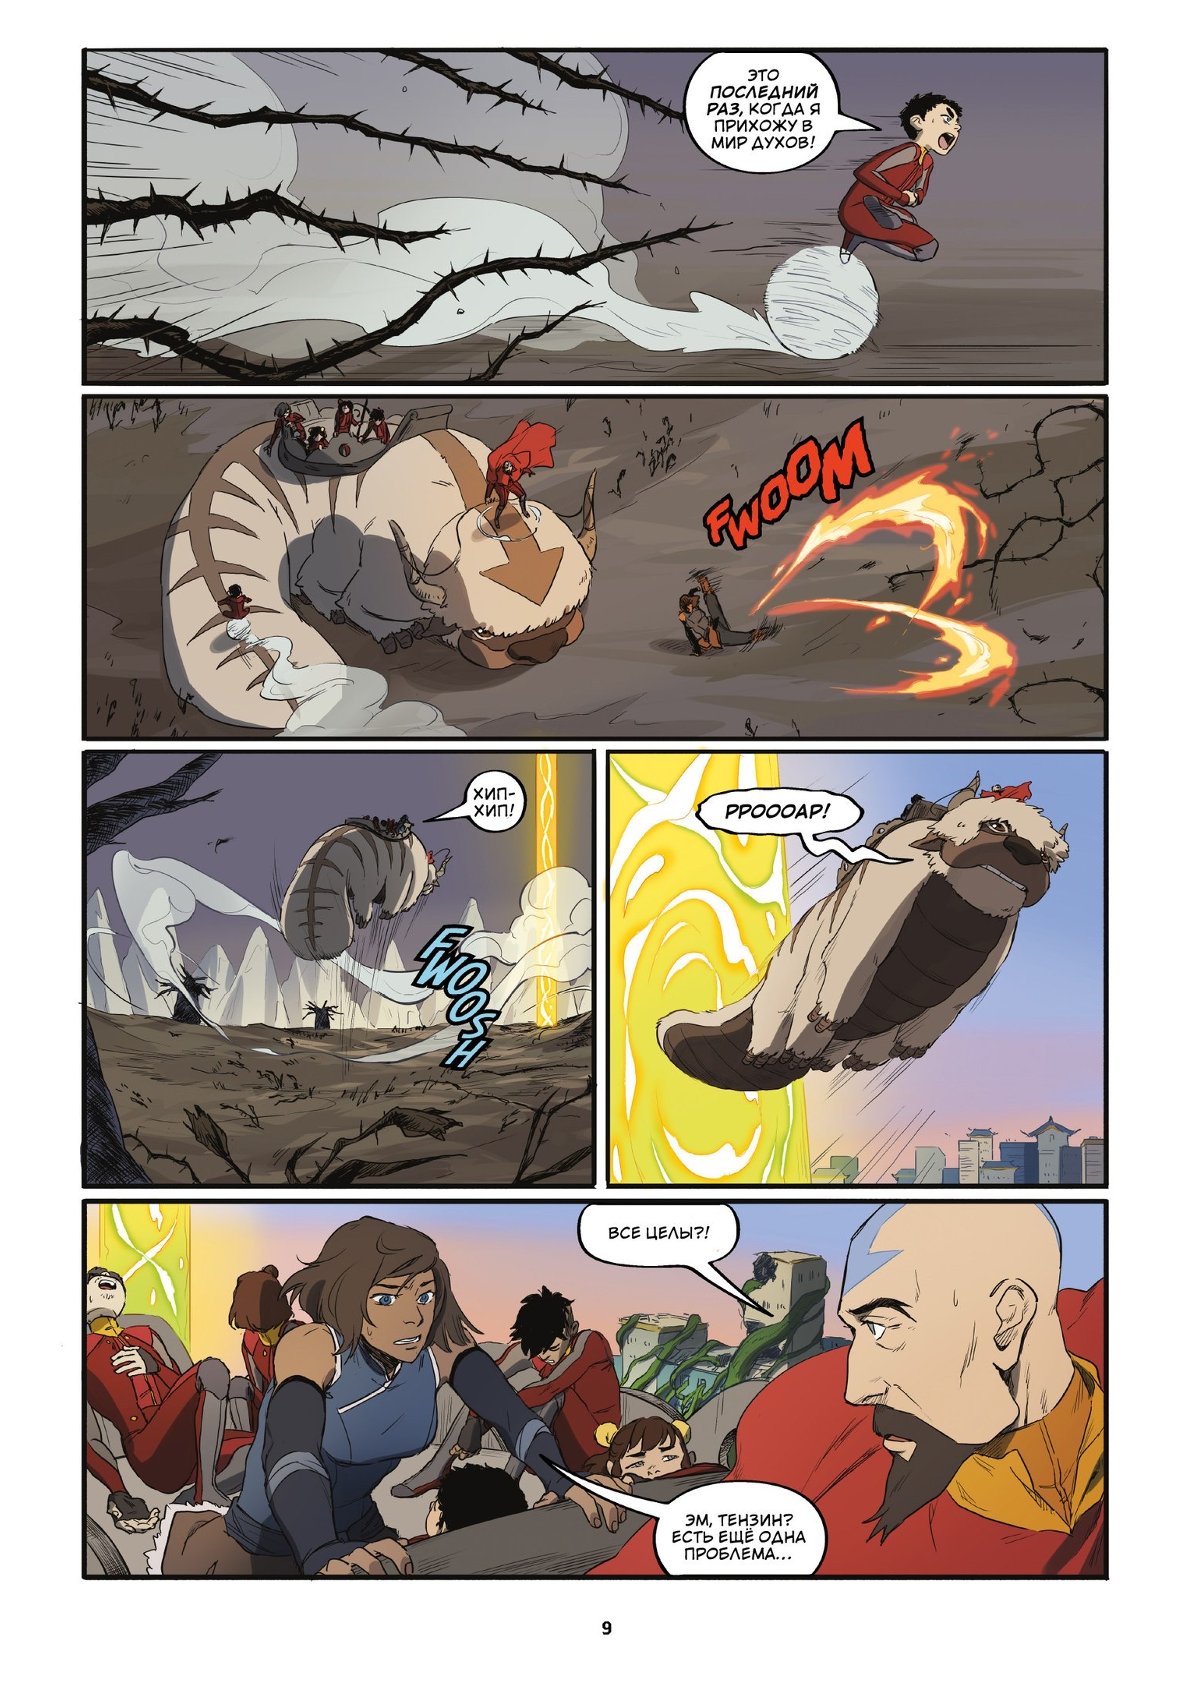 ЭТО
ПОСЛЕДНИЙ
РАЗ, КОГДА Я
ПРИХОЖУ В
МИР ДУХОВ!
FWOOM
ХИП-
ХИП!
FWOOSH
РРОООАР!
ВСЕ ЦЕЛЫ?!
ЭМ, ТЕНЗИН?
ЕСТЬ ЕЩЁ ОДНА
ПРОБЛЕМА...
9